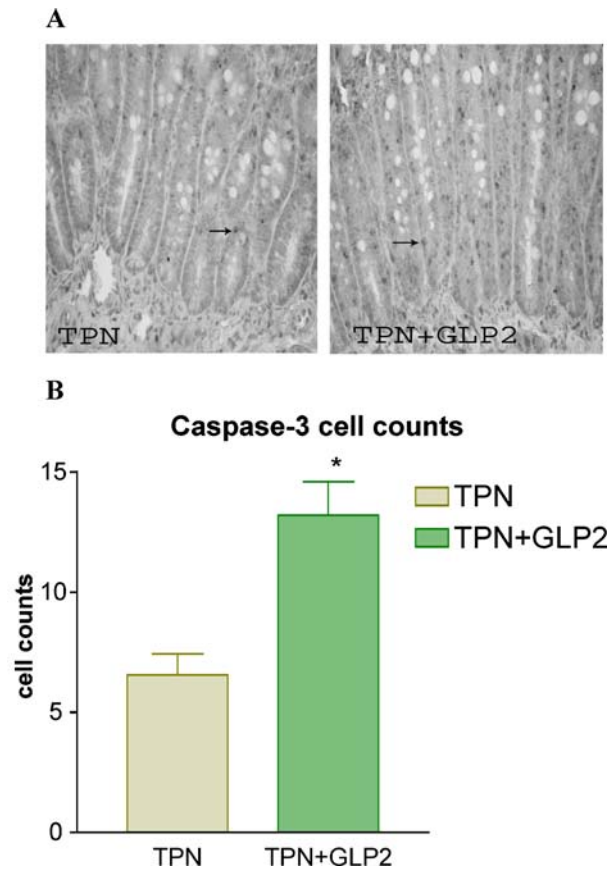 A
TPN
TPN+GLP2
B
Caspase-3 cell counts
15
10
5
0
cell counts
*
TPN
TPN+GLP2
TPN
TPN+GLP2